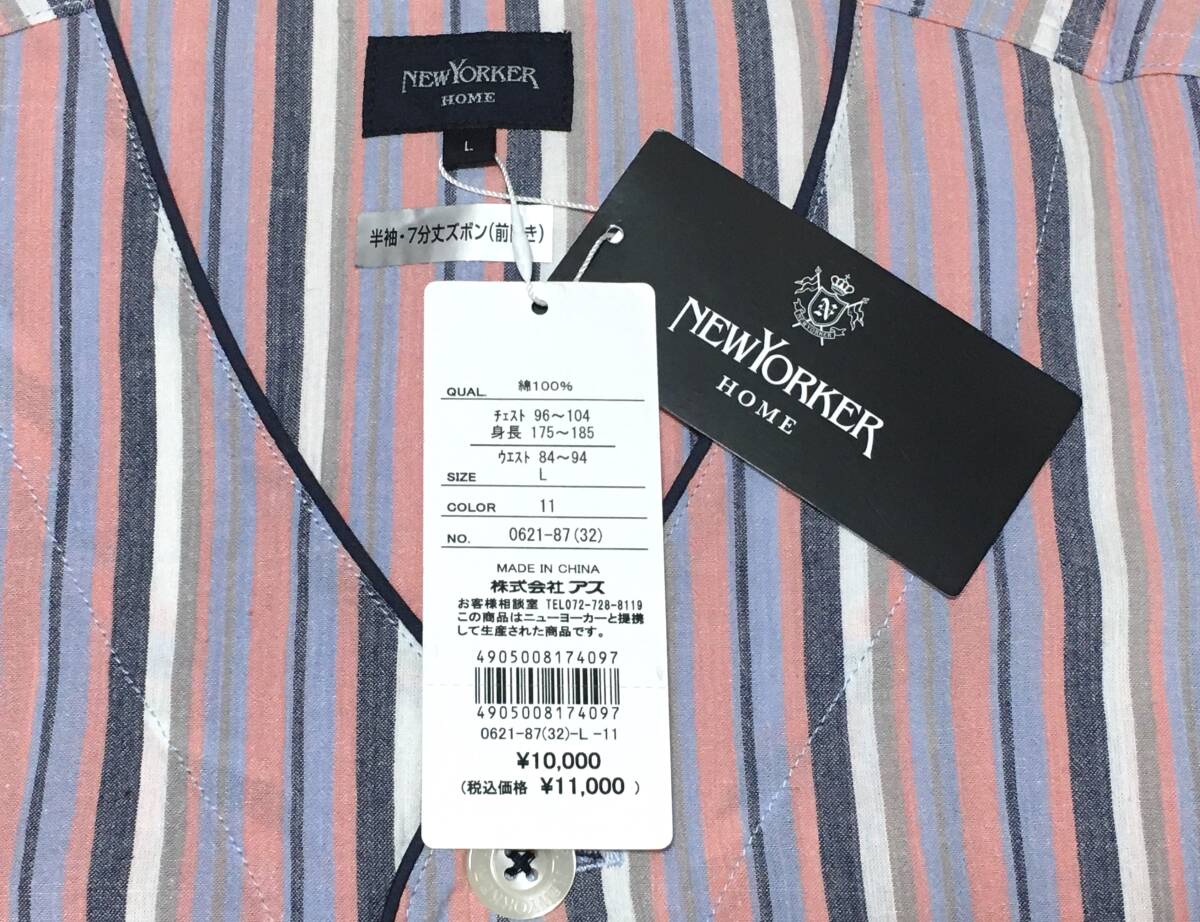 NEWYORKER
HOME
L
半袖・7分丈ズボン(前開き)
NEWYORKER
HOME
QUAL. 綿100%
チェスト 96～104
身長 175～185
ウエスト 84～94
SIZE L
COLOR 11
NO. 0621-87(32)
MADE IN CHINA
株式会社 アズ
お客様相談室 TEL072-728-8119
この商品はニューヨーカーと提携
して生産された商品です。
4905008174097
4905008174097
0621-87(32)-L -11
¥10,000
(税込価格 ¥11,000 )